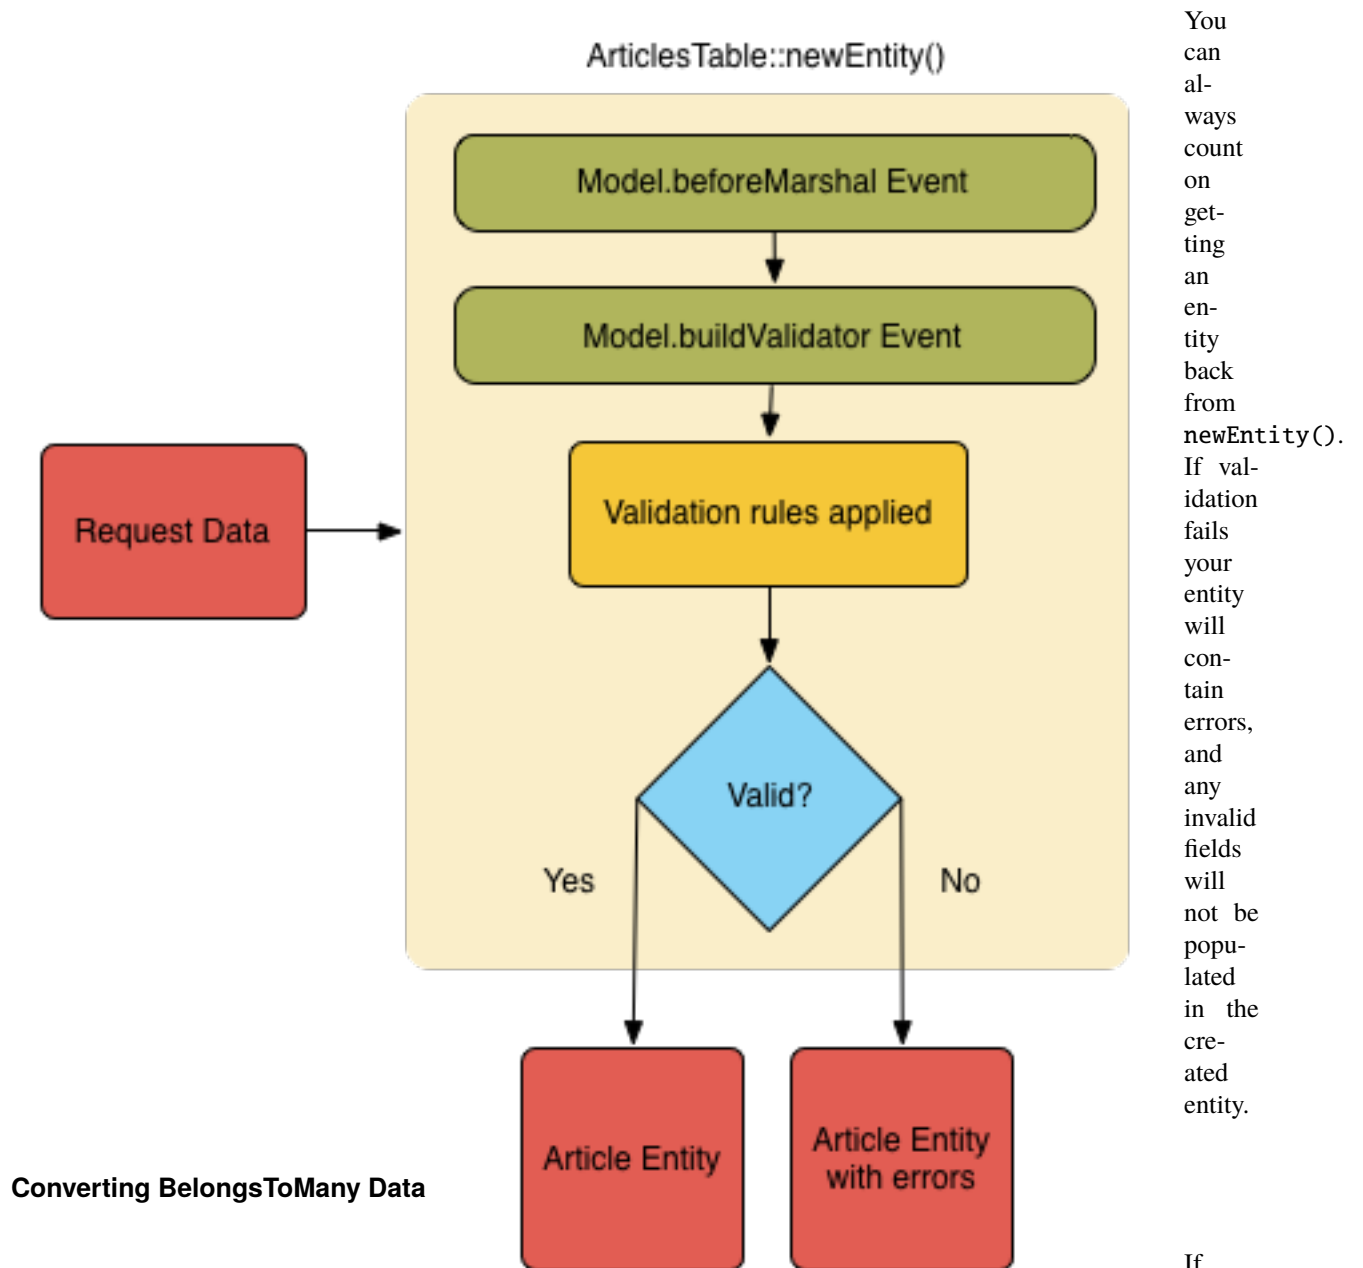 ArticlesTable::newEntity()
Model.beforeMarshal Event
Model.buildValidator Event
Validation rules applied
Request Data
Valid?
Yes
No
Article Entity
Article Entity
with errors
You
can
al-
ways
count
on
get-
ting
an
en-
tity
back
from
newEntity().
If val-
idation
fails
your
entity
will
con-
tain
errors,
and
any
invalid
fields
will
not be
popu-
lated
in the
cre-
ated
entity.
Converting BelongsToMany Data
If